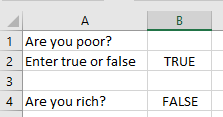 A B
1 Are you poor?
2 Enter true or false TRUE
3
4 Are you rich? FALSE